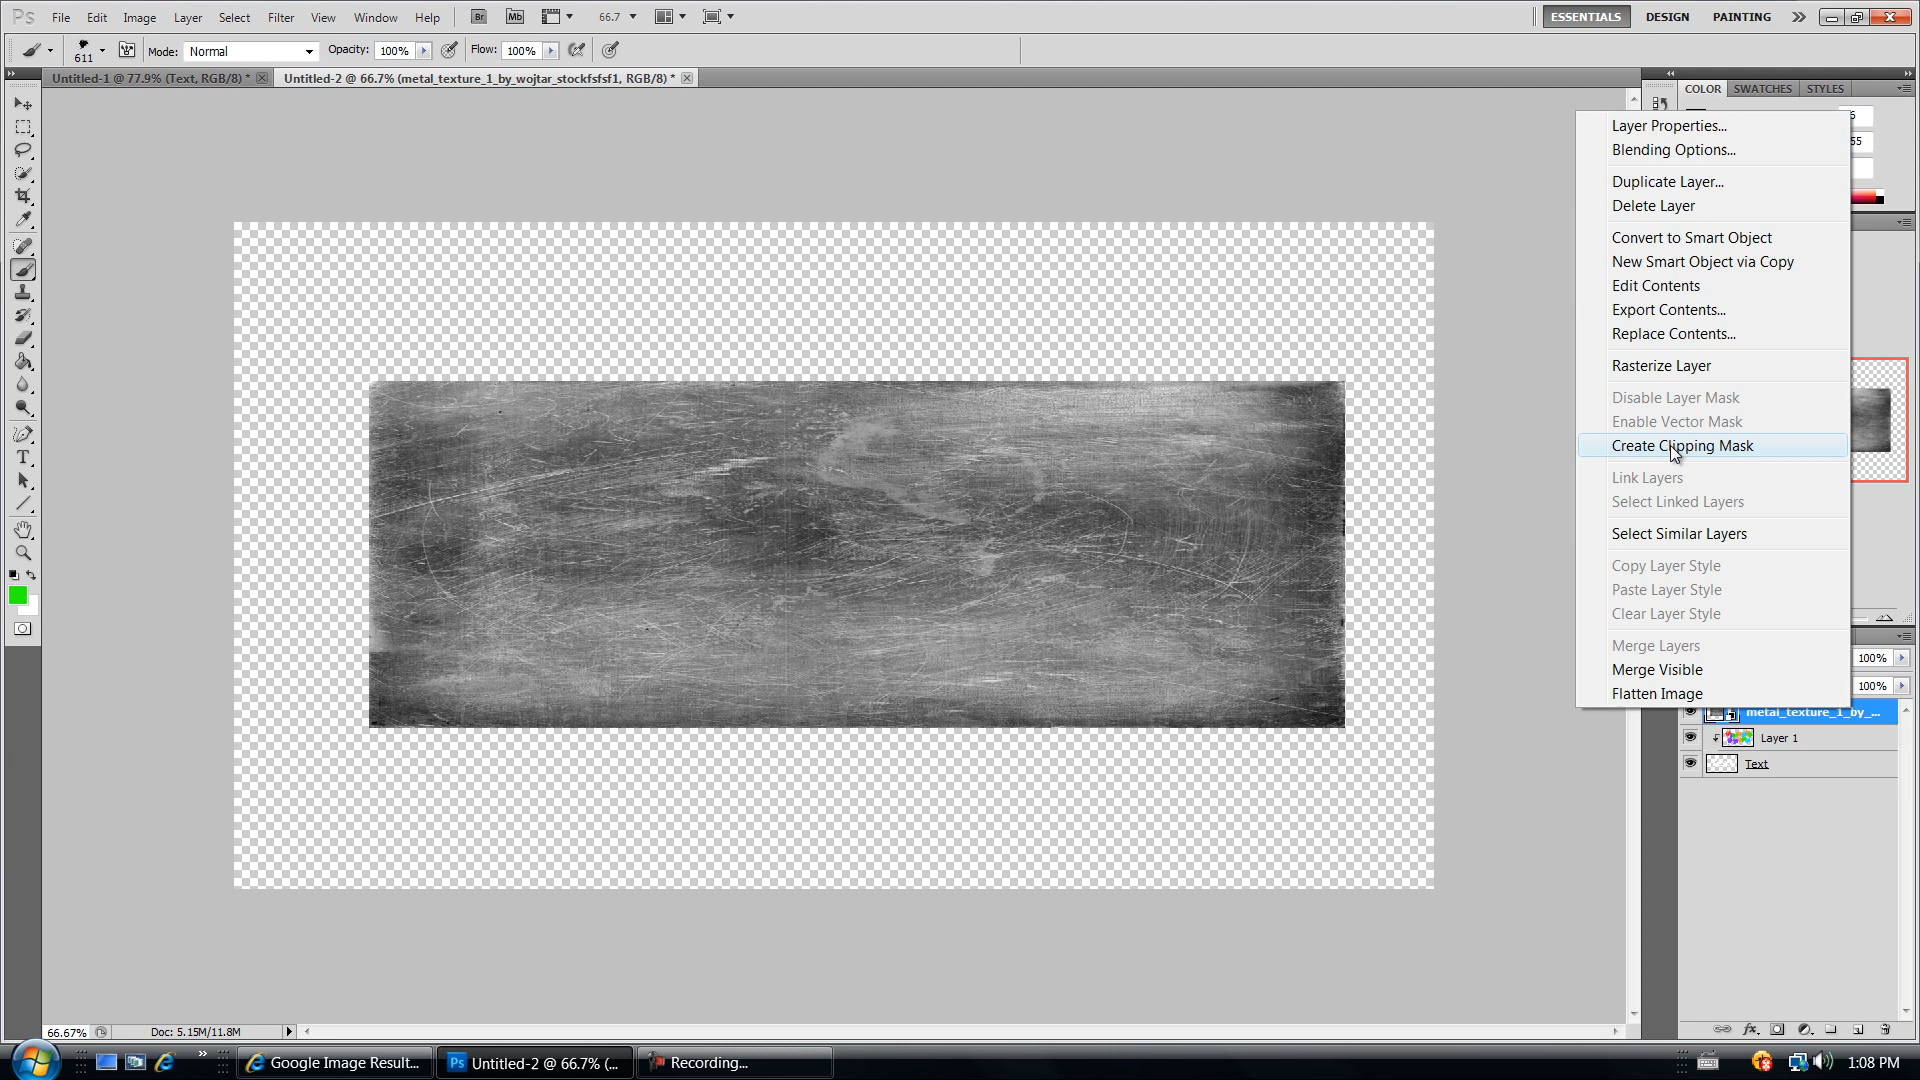 Ps File Edit Image Layer Select Filter View Window Help Br Mb 66.7 ESSENTIALS DESIGN PAINTING
611 Mode: Normal Opacity: 100% Flow: 100%
Untitled-1 @ 77.9% (Text, RGB/8) * Untitled-2 @ 66.7% (metal_texture_1_by_wojtar_stockfsfsf1, RGB/8) *
COLOR SWATCHES STYLES
Layer Properties...
Blending Options...
55
Duplicate Layer...
Delete Layer
Convert to Smart Object
New Smart Object via Copy
Edit Contents
Export Contents...
Replace Contents...
Rasterize Layer
Disable Layer Mask
Enable Vector Mask
Create Clipping Mask
Link Layers
Select Linked Layers
Select Similar Layers
Copy Layer Style
Paste Layer Style
Clear Layer Style
Merge Layers
100%
Merge Visible
100%
Flatten Image
metal_texture_1_by_...
Layer 1
Text
66.67% Doc: 5.15M/11.8M
Google Image Result... Ps Untitled-2 @ 66.7% (... Recording... 1:08 PM